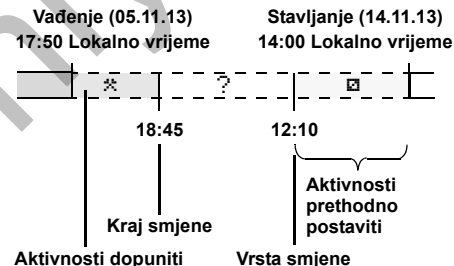 Vađenje (05.11.13)
17:50 Lokalno vrijeme
Stavljanje (14.11.13)
14:00 Lokalno vrijeme
?
18:45
12:10
Aktivnosti
prethodno
postaviti
Kraj smjene
Aktivnosti dopuniti
Vrsta smjene